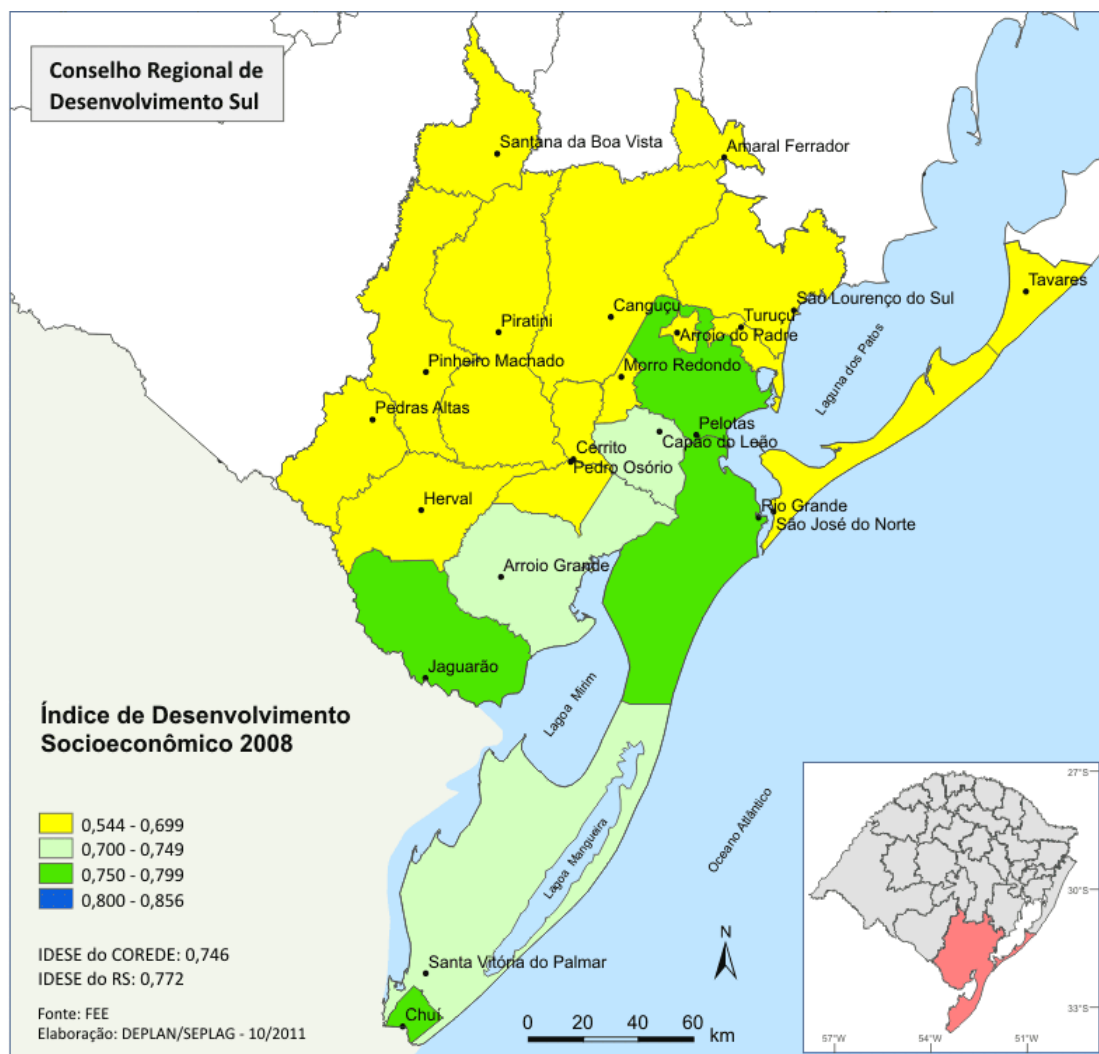 Conselho Regional de
Desenvolvimento Sul
Santana da Boa Vista
Amaral Ferrador
Tavares
São Lourenço do Sul
Canguçu
Turuçu
Piratini
Arroio do Padre
Laguna dos Patos
Pinheiro Machado
Morro Redondo
Pedras Altas
Pelotas
Capão do Leão
Cerrito
Pedro Osório
Herval
Rio Grande
São José do Norte
Arroio Grande
Jaguarão
Lagoa Mirim
Índice de Desenvolvimento
Socioeconômico 2008
0,544 - 0,699
0,700 - 0,749
0,750 - 0,799
0,800 - 0,856
Lagoa Mangueira
Oceano Atlântico
IDESE do COREDE: 0,746
IDESE do RS: 0,772
Santa Vitória do Palmar
Chuí
Fonte: FEE
Elaboração: DEPLAN/SEPLAG - 10/2011
N
0 10 20 40 60
km
27°S
30°S
33°S
57°W 54°W 51°W